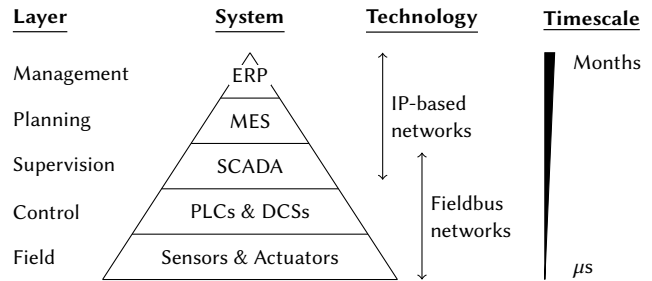 Layer System Technology Timescale
Management ERP Months
Planning MES IP-based
networks
Supervision SCADA
Control PLCs & DCSs Fieldbus
networks
Field Sensors & Actuators μs